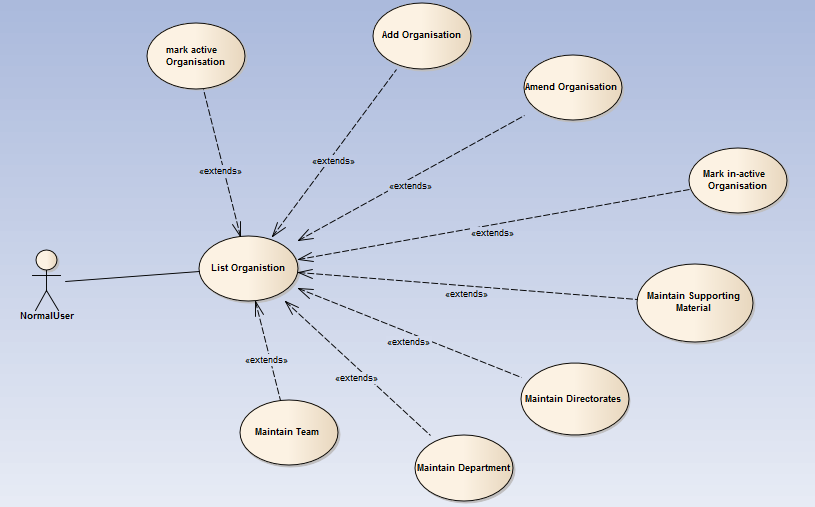 Add Organisation
mark active
Organisation
Amend Organisation
«extends»
«extends»
«extends»
Mark in-active
Organisation
«extends»
List Organistion
NormalUser
«extends»
Maintain Supporting
Material
«extends»
«extends»
«extends»
Maintain Directorates
Maintain Team
Maintain Department